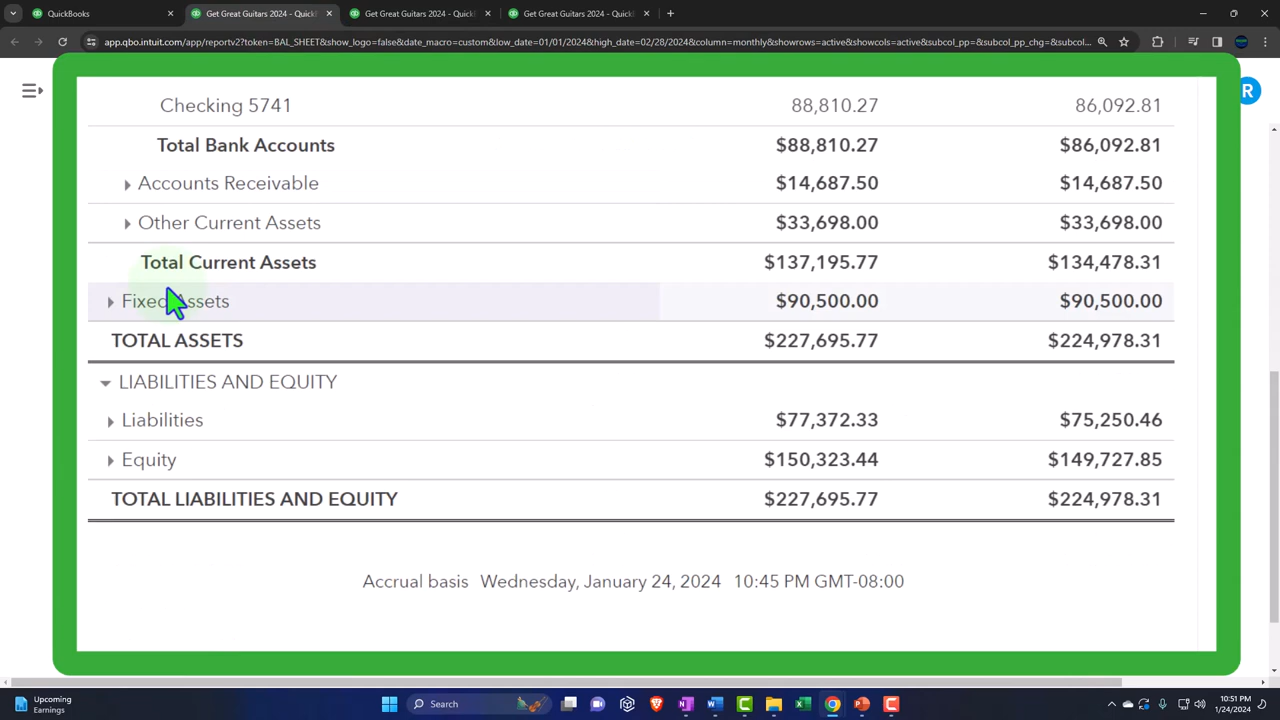 QuickBooks
Get Great Guitars 2024 - QuickB
Get Great Guitars 2024 - QuickB
Get Great Guitars 2024 - QuickB
app.qbo.intuit.com/app/reportv2?token=BAL_SHEET&show_logo=false&date_macro=custom&low_date=01/01/2024&high_date=02/28/2024&column=monthly&showrows=active&showcols=active&subcol_pp=&subcol_pp_chg=&subcol...
R
Checking 5741 88,810.27 86,092.81
Total Bank Accounts $88,810.27 $86,092.81
Accounts Receivable $14,687.50 $14,687.50
Other Current Assets $33,698.00 $33,698.00
Total Current Assets $137,195.77 $134,478.31
Fixed Assets $90,500.00 $90,500.00
TOTAL ASSETS $227,695.77 $224,978.31
LIABILITIES AND EQUITY
Liabilities $77,372.33 $75,250.46
Equity $150,323.44 $149,727.85
TOTAL LIABILITIES AND EQUITY $227,695.77 $224,978.31
Accrual basis Wednesday, January 24, 2024 10:45 PM GMT-08:00
Upcoming
Earnings
Search
10:51 PM
1/24/2024